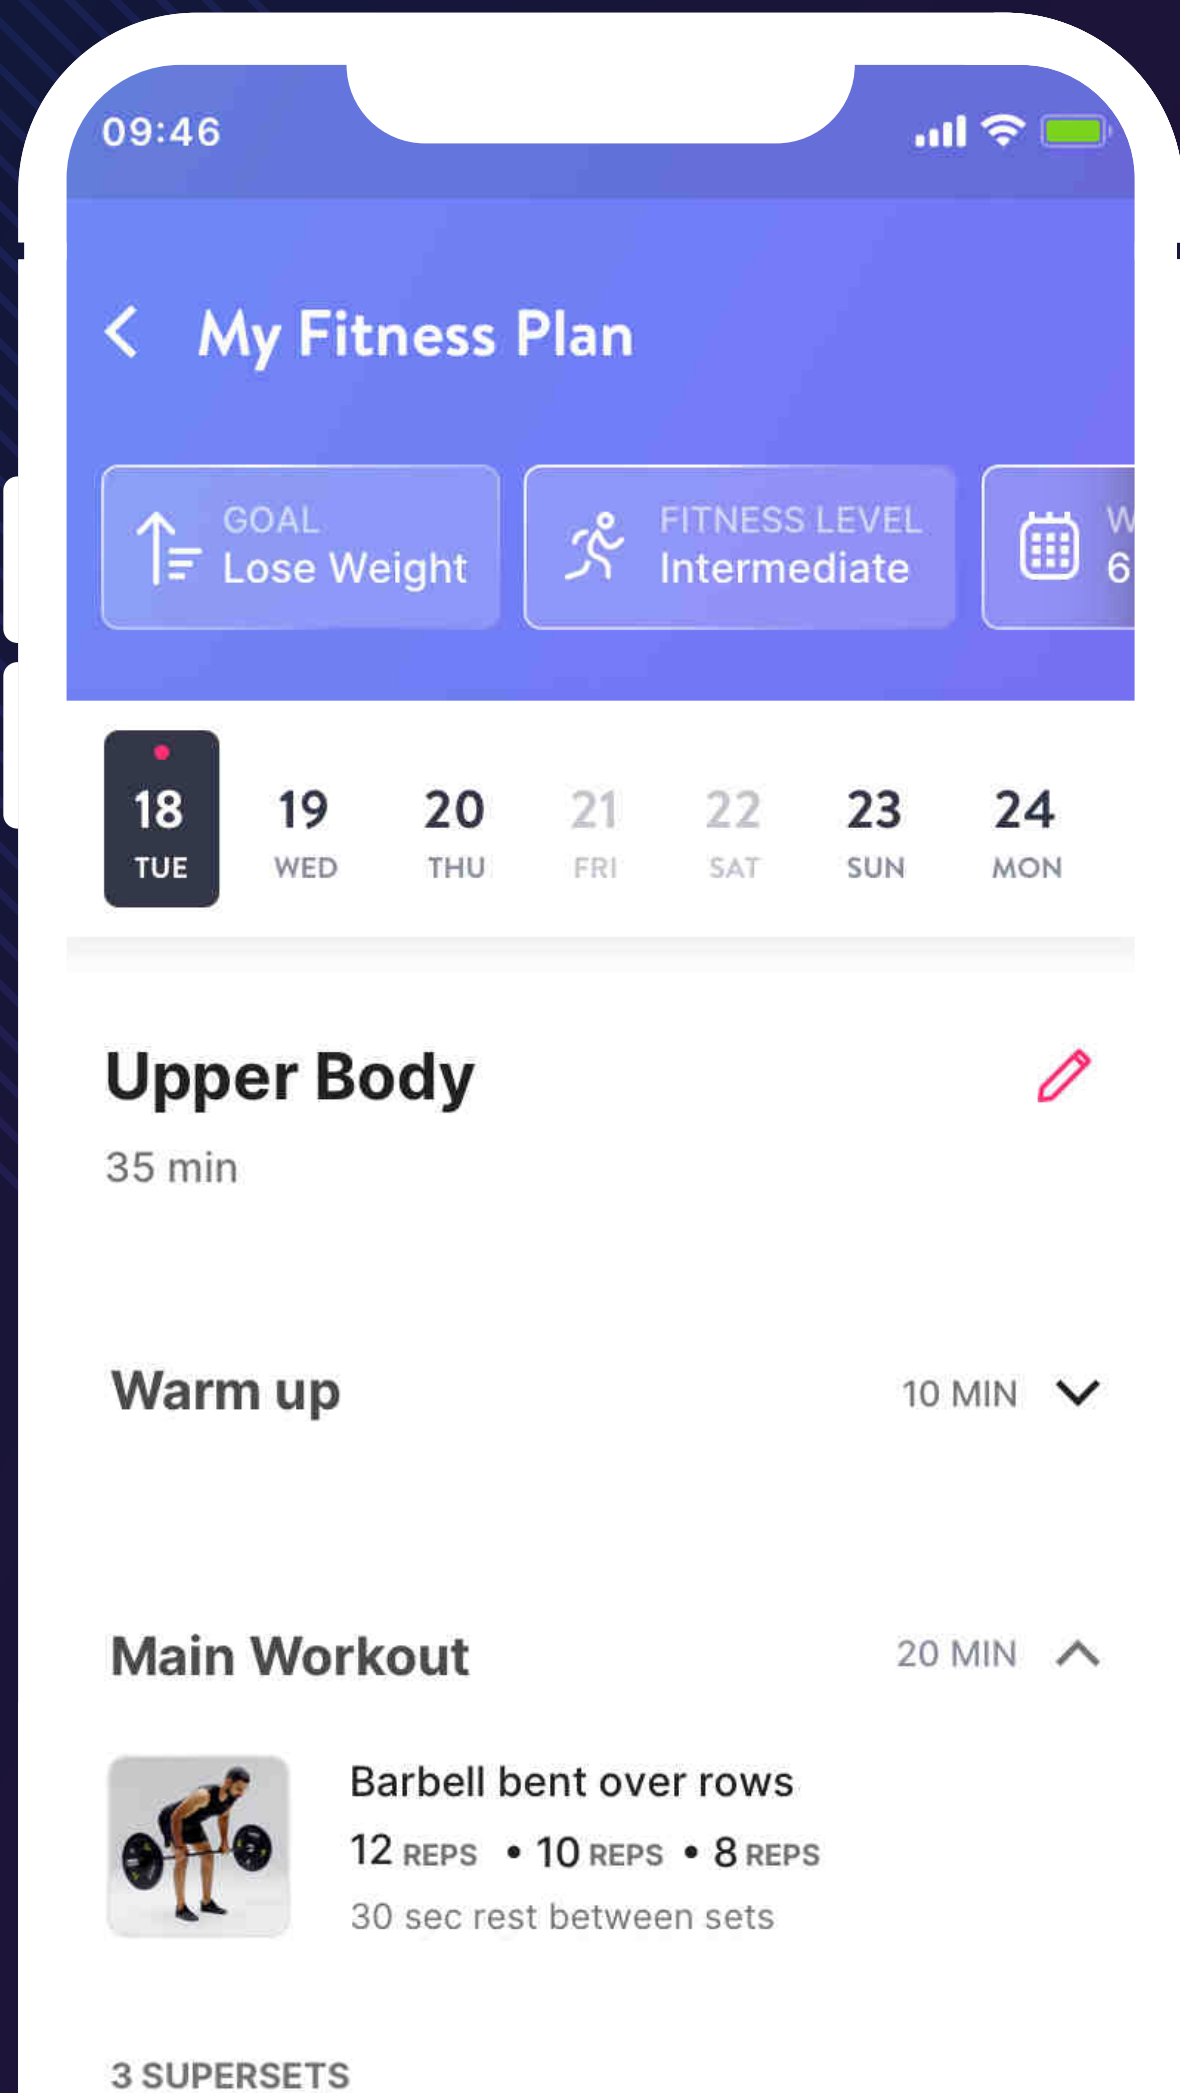 09:46
My Fitness Plan
GOAL
Lose Weight
FITNESS LEVEL
Intermediate
6
18 19 20 21 22 23 24
TUE WED THU FRI SAT SUN MON
Upper Body
35 min
Warm up 10 MIN
Main Workout 20 MIN
Barbell bent over rows
12 REPS • 10 REPS • 8 REPS
30 sec rest between sets
3 SUPERSETS